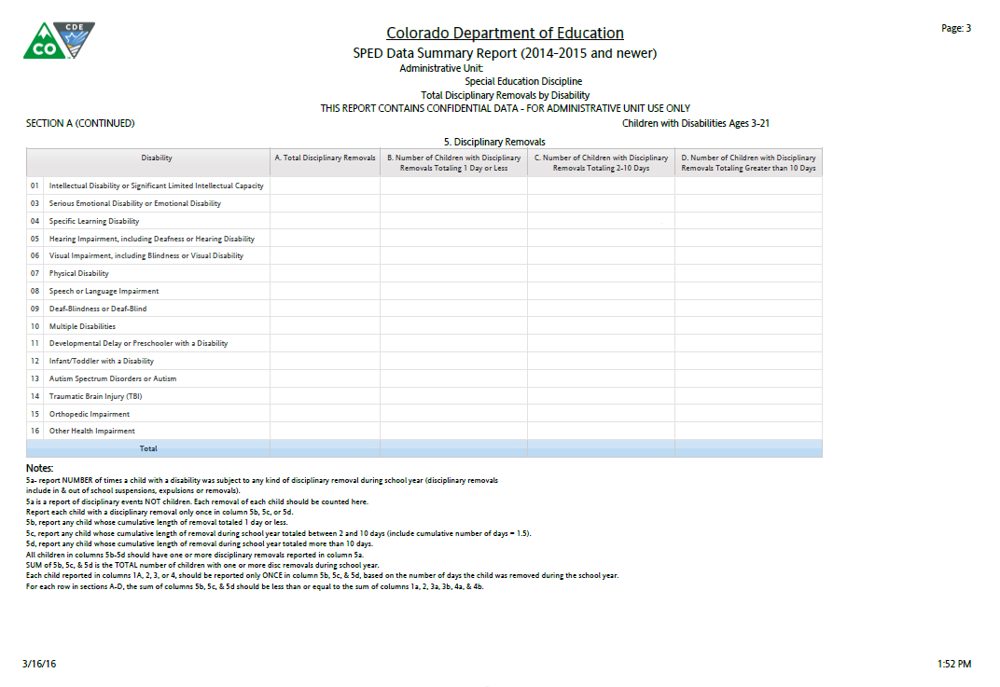 CDE
CO
Colorado Department of Education
Page: 3
SPED Data Summary Report (2014-2015 and newer)
Administrative Unit:
Special Education Discipline
Total Disciplinary Removals by Disability
THIS REPORT CONTAINS CONFIDENTIAL DATA - FOR ADMINISTRATIVE UNIT USE ONLY
SECTION A (CONTINUED) Children with Disabilities Ages 3-21
5. Disciplinary Removals
Disability A. Total Disciplinary Removals B. Number of Children with Disciplinary C. Number of Children with Disciplinary D. Number of Children with Disciplinary
Removals Totaling 1 Day or Less Removals Totaling 2-10 Days Removals Totaling Greater than 10 Days
01 Intellectual Disability or Significant Limited Intellectual Capacity
03 Serious Emotional Disability or Emotional Disability
04 Specific Learning Disability
05 Hearing Impairment, including Deafness or Hearing Disability
06 Visual Impairment, including Blindness or Visual Disability
07 Physical Disability
08 Speech or Language Impairment
09 Deaf-Blindness or Deaf-Blind
10 Multiple Disabilities
11 Developmental Delay or Preschooler with a Disability
12 Infant/Toddler with a Disability
13 Autism Spectrum Disorders or Autism
14 Traumatic Brain Injury (TBI)
15 Orthopedic Impairment
16 Other Health Impairment
Total
Notes:
5a- report NUMBER of times a child with a disability was subject to any kind of disciplinary removal during school year (disciplinary removals
include in & out of school suspensions, expulsions or removals).
5a is a report of disciplinary events NOT children. Each removal of each child should be counted here.
Report each child with a disciplinary removal only once in column 5b, 5c, or 5d.
5b, report any child whose cumulative length of removal totaled 1 day or less.
5c, report any child whose cumulative length of removal during school year totaled between 2 and 10 days (include cumulative number of days = 1.5).
5d, report any child whose cumulative length of removal during school year totaled more than 10 days.
All children in columns 5b-5d should have one or more disciplinary removals reported in column 5a.
SUM of 5b, 5c, & 5d is the TOTAL number of children with one or more disc removals during school year.
Each child reported in columns 1A, 2, 3, or 4, should be reported only ONCE in column 5b, 5c, & 5d, based on the number of days the child was removed during the school year.
For each row in sections A-D, the sum of columns 5b, 5c, & 5d should be less than or equal to the sum of columns 1a, 2, 3a, 3b, 4a, & 4b.
3/16/16 1:52 PM